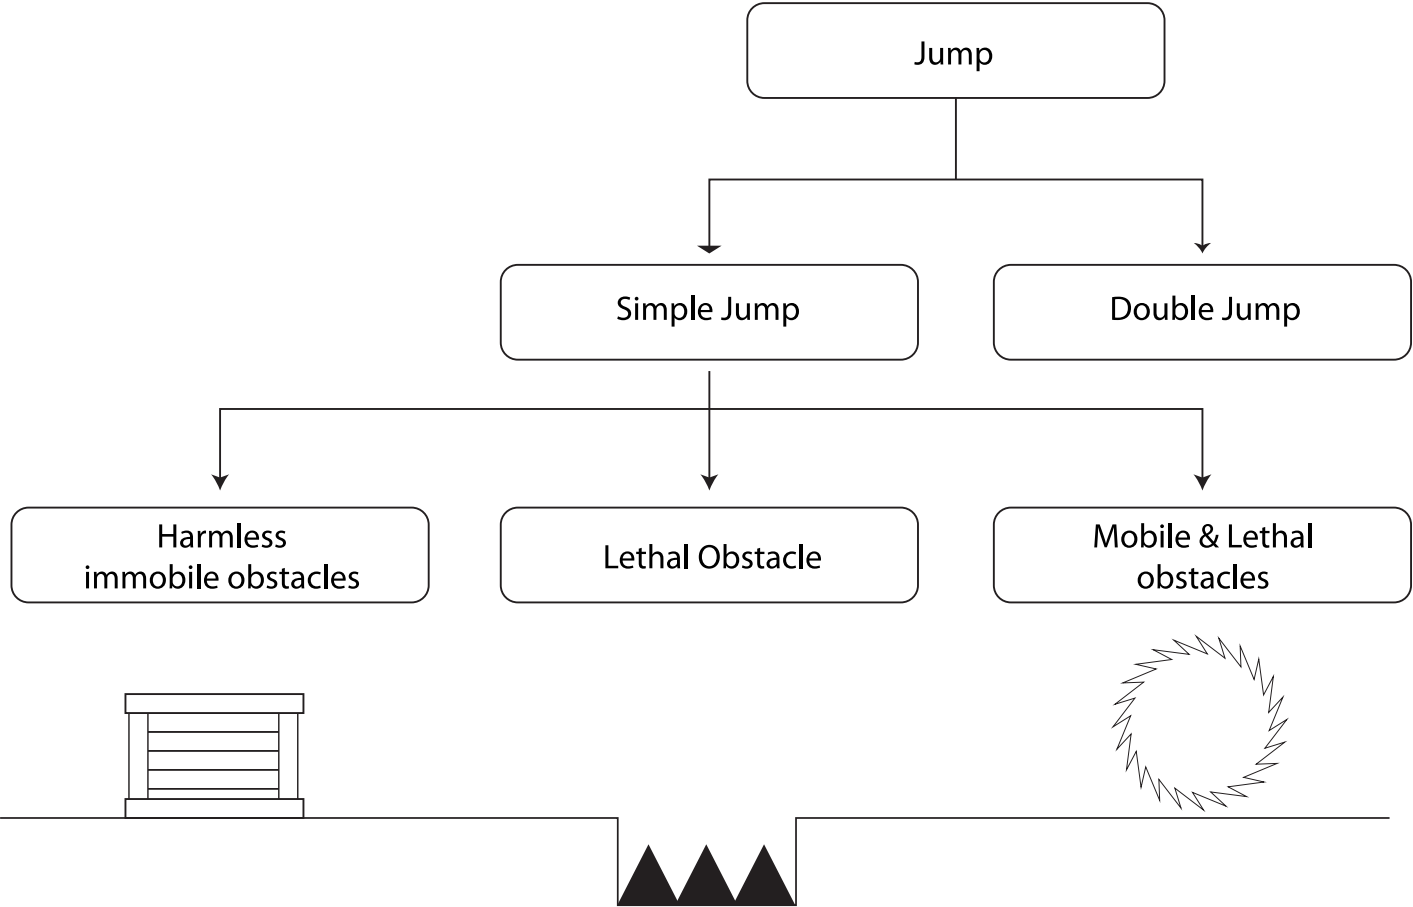 Jump
Simple Jump
Double Jump
Harmless
immobile obstacles
Lethal Obstacle
Mobile & Lethal
obstacles